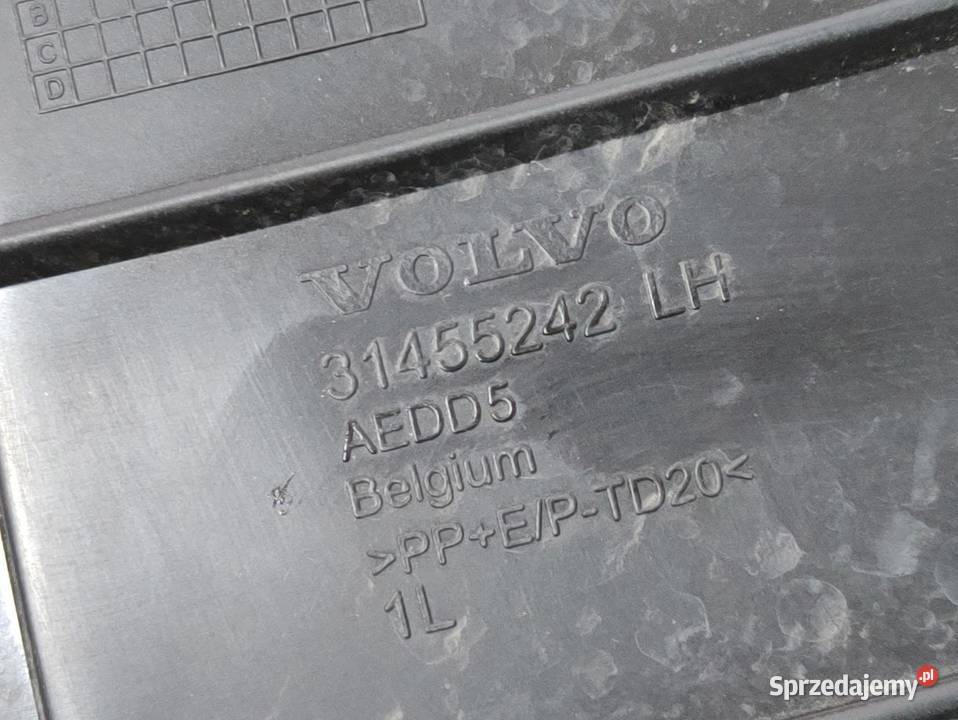 B
C
D
VOLVO
31455242 LH
AEDD5
Belgium
>PP+E/P-TD20<
1L
Sprzedajemy.pl